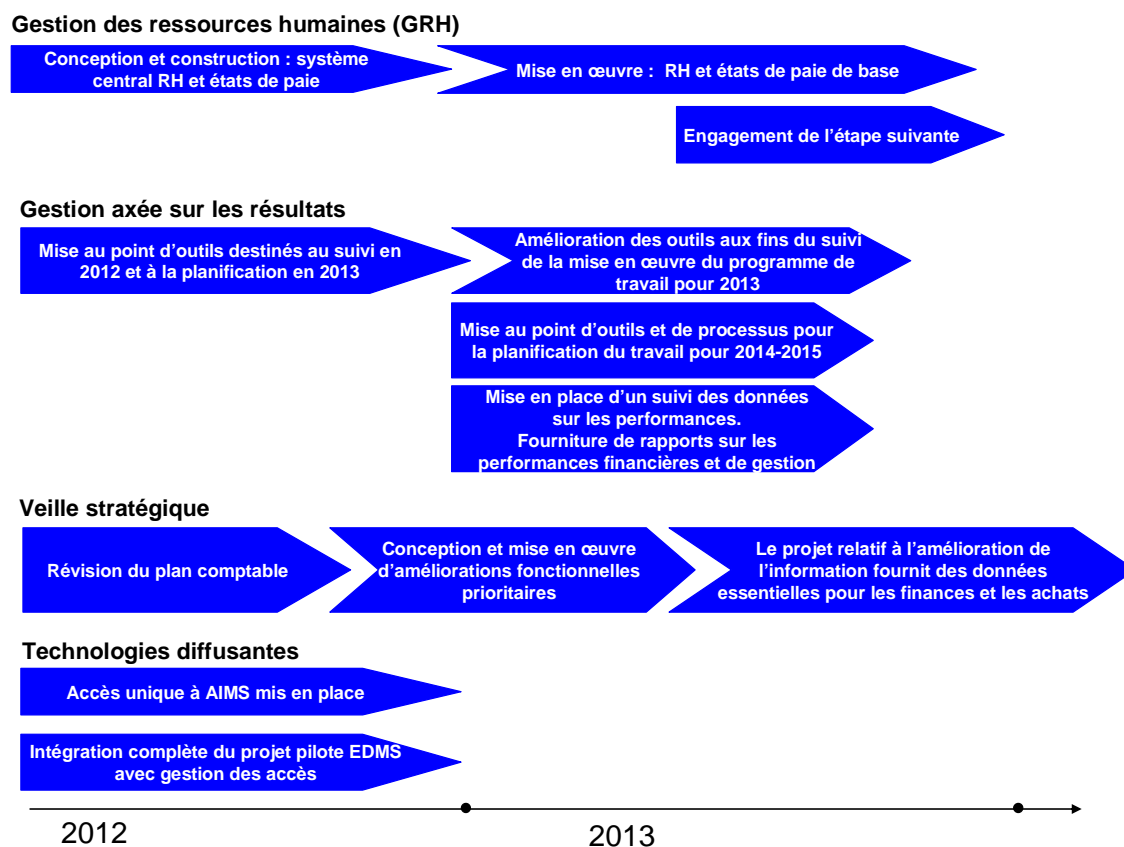 Gestion des ressources humaines (GRH)
Conception et construction : système
central RH et états de paie
Mise en œuvre : RH et états de paie de base
Engagement de l’étape suivante
Gestion axée sur les résultats
Mise au point d’outils destinés au suivi en
2012 et à la planification en 2013
Amélioration des outils aux fins du suivi
de la mise en œuvre du programme de
travail pour 2013
Mise au point d’outils et de processus pour
la planification du travail pour 2014-2015
Mise en place d’un suivi des données
sur les performances.
Fourniture de rapports sur les
performances financières et de gestion
Veille stratégique
Révision du plan comptable
Conception et mise en œuvre
d’améliorations fonctionnelles
prioritaires
Le projet relatif à l’amélioration de
l’information fournit des données
essentielles pour les finances et les achats
Technologies diffusantes
Accès unique à AIMS mis en place
Intégration complète du projet pilote EDMS
avec gestion des accès
2012
2013